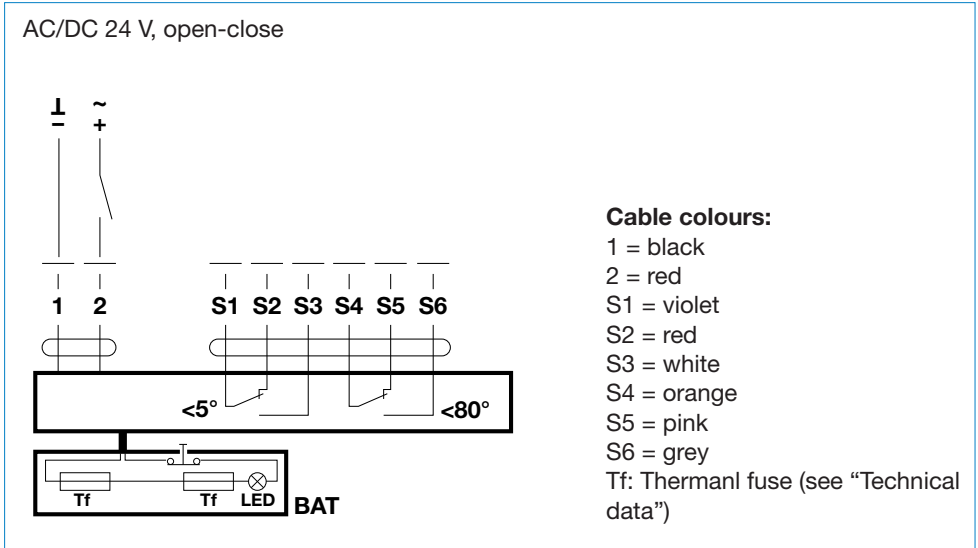 AC/DC 24 V, open-close
⊥ ~
– +
1 2 S1 S2 S3 S4 S5 S6
<5° <80°
Tf Tf LED BAT
Cable colours:
1 = black
2 = red
S1 = violet
S2 = red
S3 = white
S4 = orange
S5 = pink
S6 = grey
Tf: Thermanl fuse (see “Technical
data”)